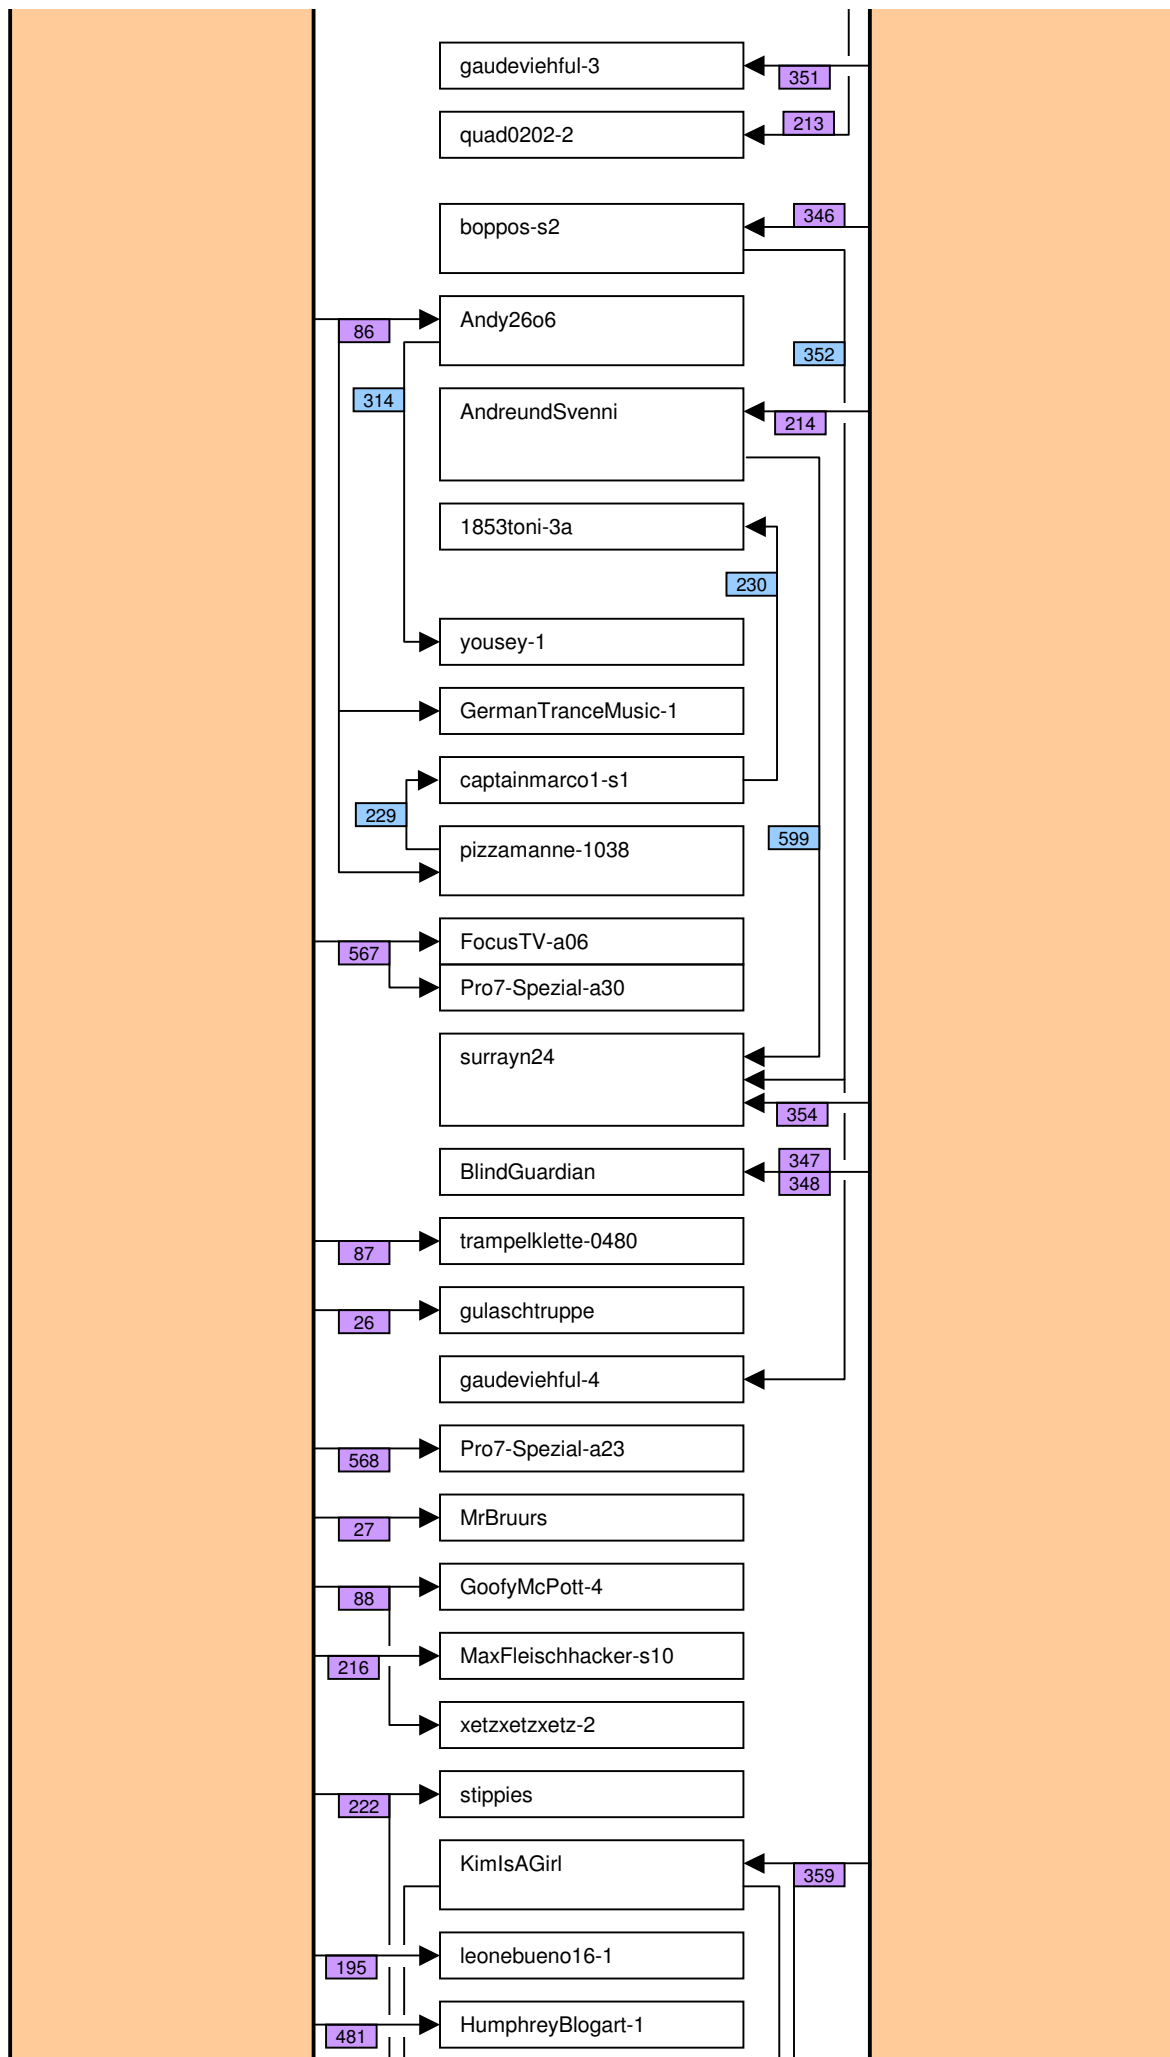 gaudeviehful-3
351
213
quad0202-2
346
boppos-s2
Andy26o6
86
352
314
AndreundSvenni
214
1853toni-3a
230
yousey-1
GermanTranceMusic-1
captainmarco1-s1
229
599
pizzamanne-1038
FocusTV-a06
567
Pro7-Spezial-a30
surrayn24
354
347
BlindGuardian
348
trampelklette-0480
87
gulaschtruppe
26
gaudeviehful-4
Pro7-Spezial-a23
568
MrBruurs
27
GoofyMcPott-4
88
MaxFleischhacker-s10
216
xetzxetzxetz-2
stippies
222
KimIsAGirl
359
leonebueno16-1
195
HumphreyBlogart-1
481